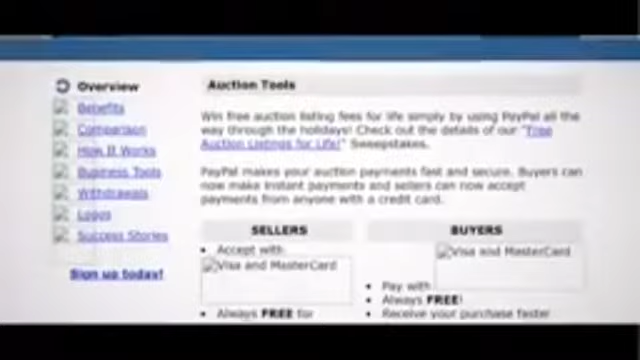 Overview
Benefits
Comparison
How It Works
Business Tools
Withdrawals
Logos
Success Stories
Sign up today!
Auction Tools
Win free auction listing fees for life simply by using PayPal all the
way through the holidays! Check out the details of our "Free
Auction Listings for Life!" Sweepstakes.
PayPal makes your auction payments fast and secure. Buyers can
now make instant payments and sellers can now accept
payments from anyone with a credit card.
SELLERS
Accept with
Visa and MasterCard
Always FREE for
BUYERS
Visa and MasterCard
Pay with
Always FREE!
Receive your purchase faster